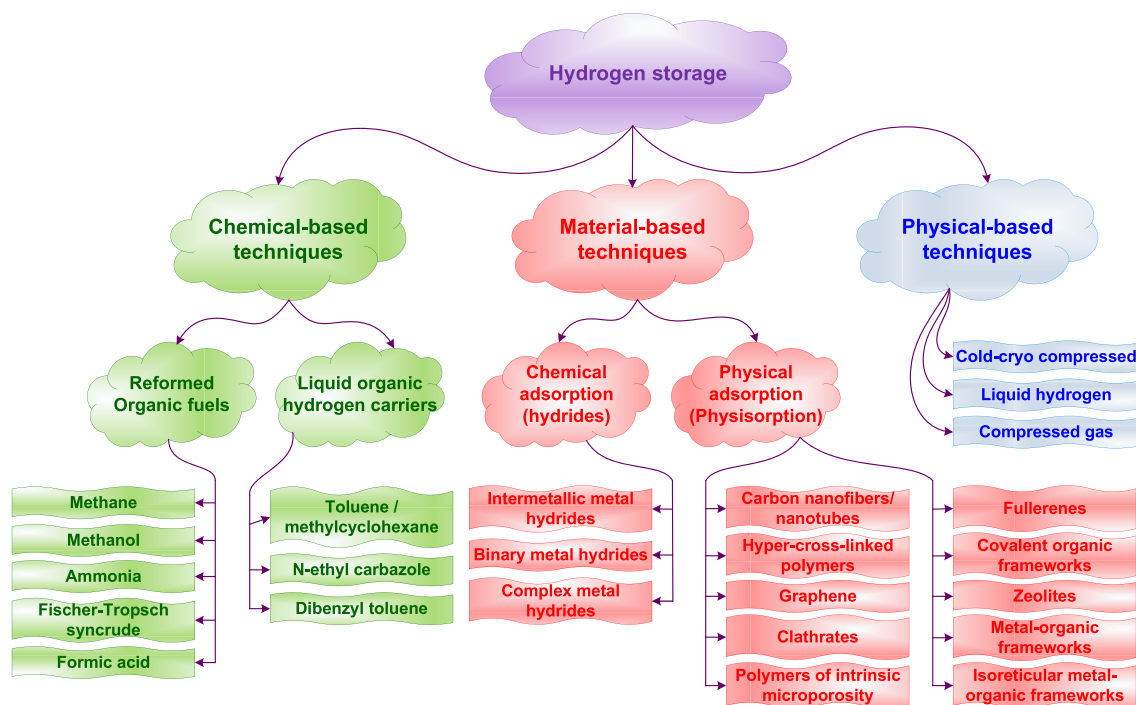 Hydrogen storage
Chemical-based
techniques
Material-based
techniques
Physical-based
techniques
Reformed
Organic fuels
Liquid organic
hydrogen carriers
Chemical
adsorption
(hydrides)
Physical
adsorption
(Physisorption)
Cold-cryo compressed
Liquid hydrogen
Compressed gas
Methane
Methanol
Ammonia
Fischer-Tropsch
syncrude
Formic acid
Toluene /
methylcyclohexane
N-ethyl carbazole
Dibenzyl toluene
Intermetallic metal
hydrides
Binary metal hydrides
Complex metal
hydrides
Carbon nanofibers/
nanotubes
Hyper-cross-linked
polymers
Graphene
Clathrates
Polymers of intrinsic
microporosity
Fullerenes
Covalent organic
frameworks
Zeolites
Metal-organic
frameworks
Isoreticular metal-
organic frameworks